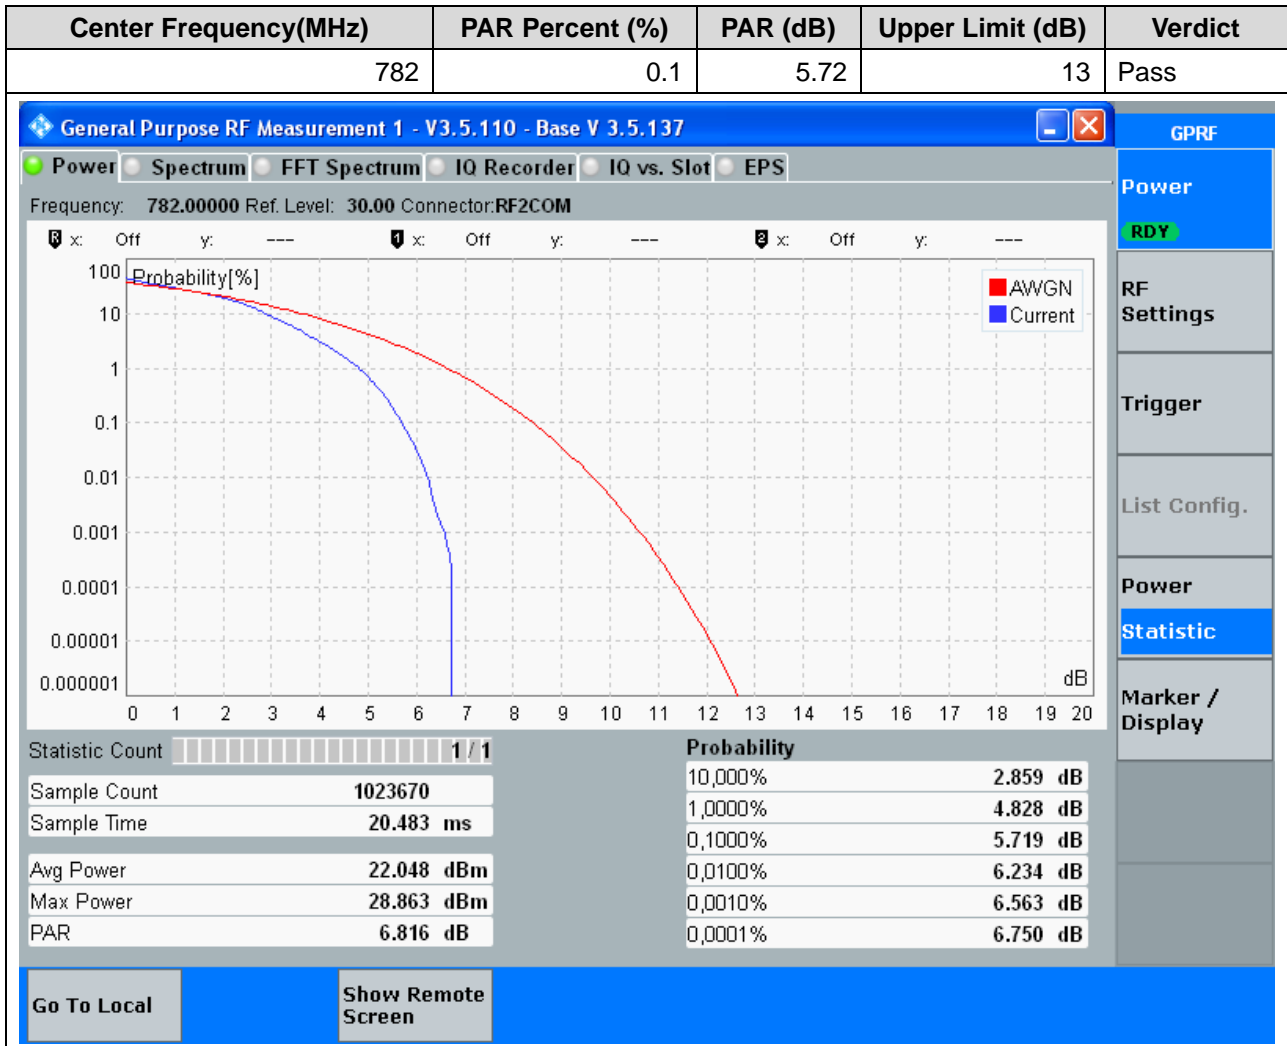 Center Frequency(MHz) PAR Percent (%) PAR (dB) Upper Limit (dB) Verdict
782 0.1 5.72 13 Pass
General Purpose RF Measurement 1 - V3.5.110 - Base V 3.5.137
GPRF
Power Spectrum FFT Spectrum IQ Recorder IQ vs. Slot EPS
Frequency: 782.00000 Ref. Level: 30.00 Connector:RF2COM
R x: Off y: --- 1 x: Off y: --- 2 x: Off y: ---
Probability[%]
AWGN
Current
100
10
1
0.1
0.01
0.001
0.0001
0.00001
0.000001
dB
0 1 2 3 4 5 6 7 8 9 10 11 12 13 14 15 16 17 18 19 20
Statistic Count 1 / 1
Sample Count 1023670
Sample Time 20.483 ms
Avg Power 22.048 dBm
Max Power 28.863 dBm
PAR 6.816 dB
Probability
10,000% 2.859 dB
1,0000% 4.828 dB
0,1000% 5.719 dB
0,0100% 6.234 dB
0,0010% 6.563 dB
0,0001% 6.750 dB
Power
RDY
RF
Settings
Trigger
List Config.
Power
Statistic
Marker /
Display
Go To Local
Show Remote
Screen